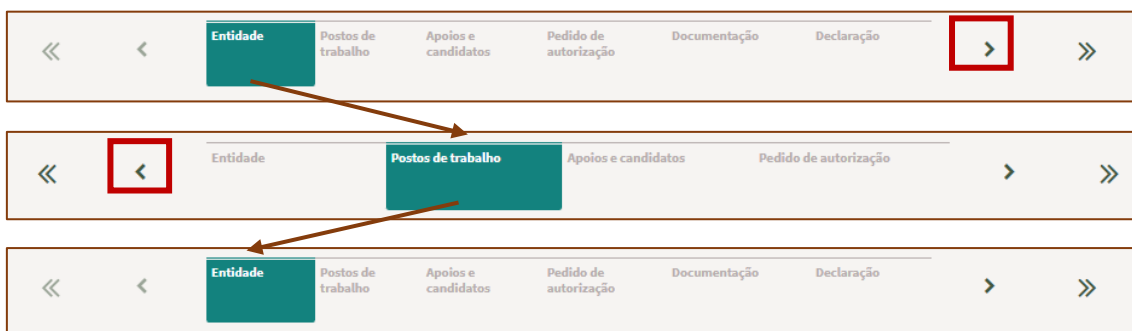 Entidade Postos de trabalho Apoios e candidatos Pedido de autorização Documentação Declaração
Entidade Postos de trabalho Apoios e candidatos Pedido de autorização
Entidade Postos de trabalho Apoios e candidatos Pedido de autorização Documentação Declaração